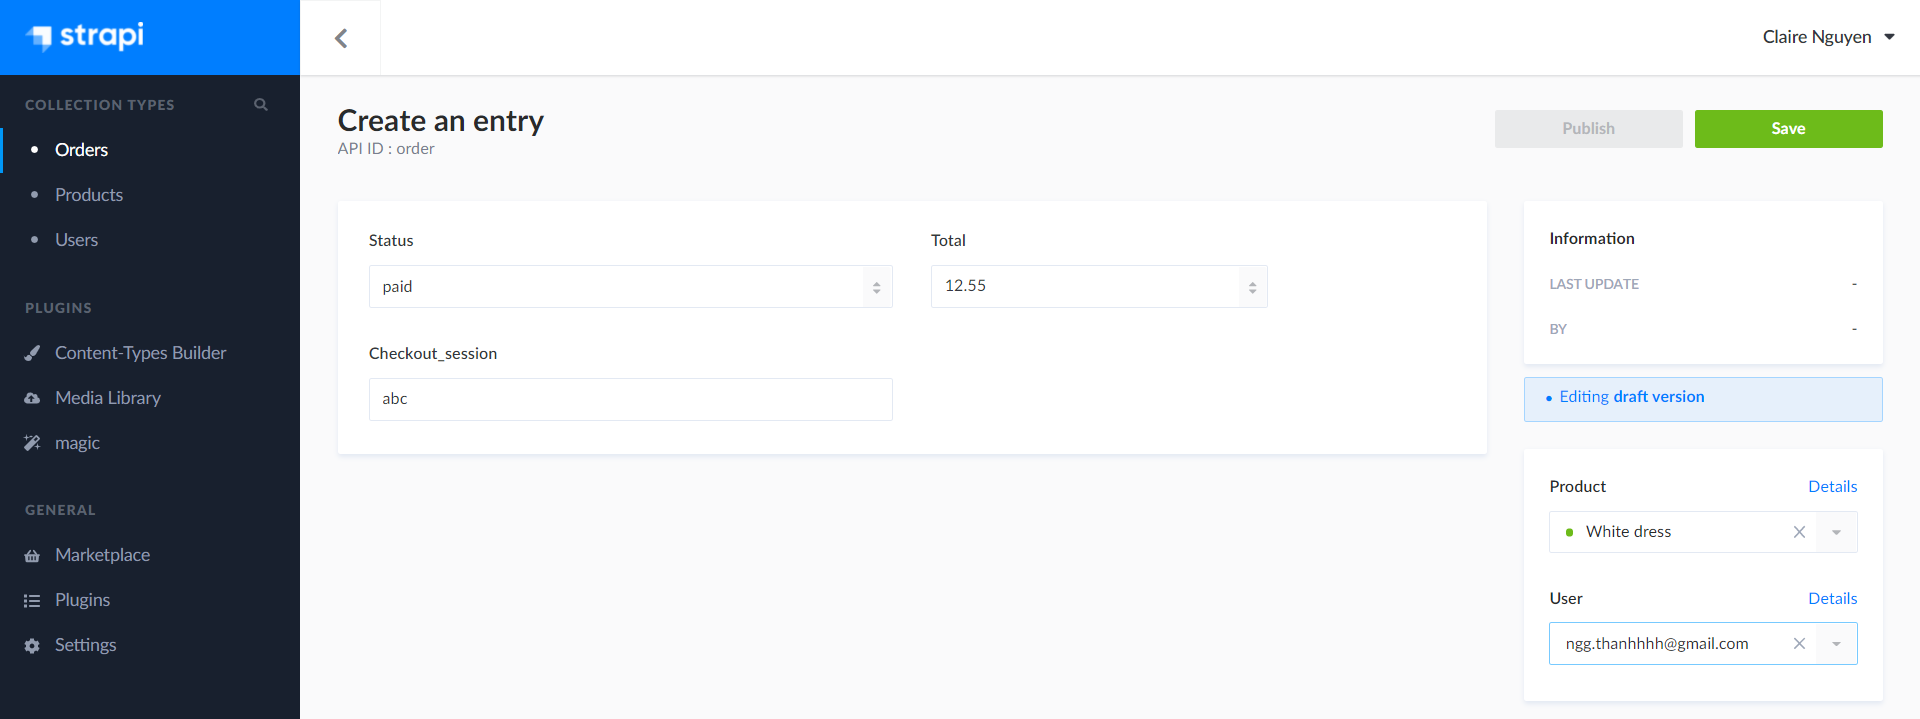 strapi
Claire Nguyen
COLLECTION TYPES
Orders
Products
Users
PLUGINS
Content-Types Builder
Media Library
magic
GENERAL
Marketplace
Plugins
Settings
Create an entry
API ID : order
Publish
Save
Status
Total
paid
12.55
Checkout_session
abc
Information
LAST UPDATE -
BY -
Editing draft version
Product Details
White dress
User Details
ngg.thanhhhh@gmail.com